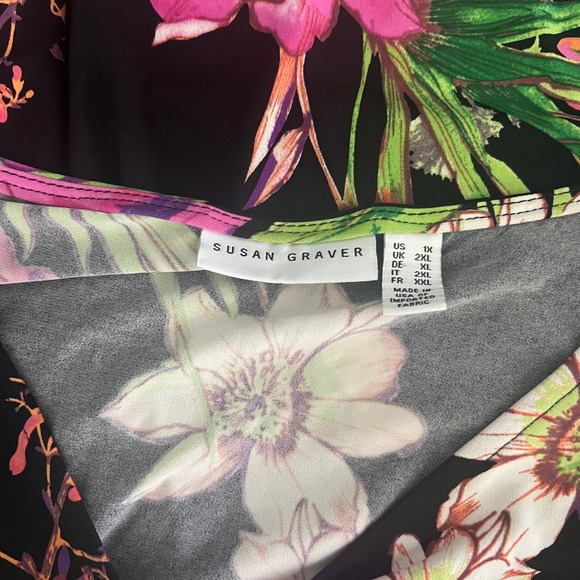 SUSAN GRAVER
US 1X
UK 2XL
DE XL
IT 2XL
FR XXL
MADE IN
USA OF
IMPORTED
FABRIC